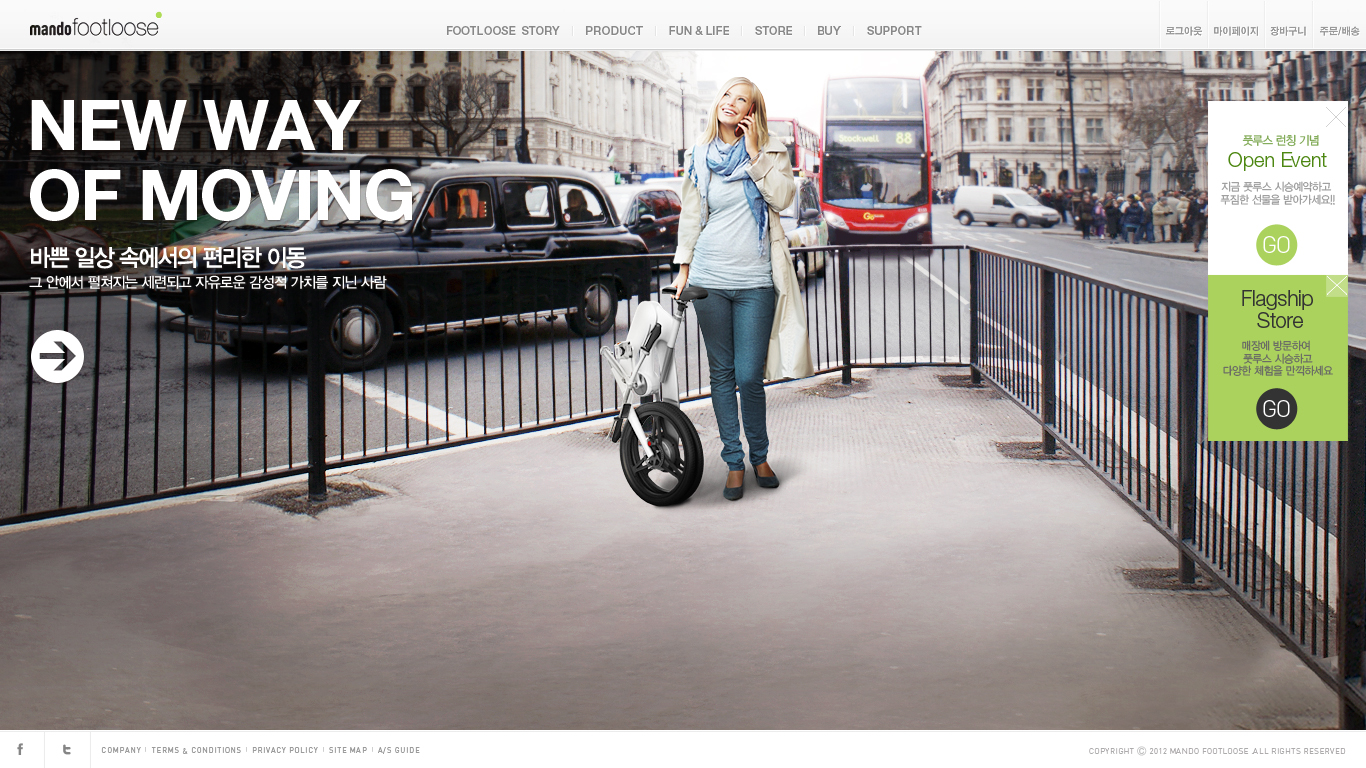 mandofootloose
FOOTLOOSE STORY
PRODUCT
FUN & LIFE
STORE
BUY
SUPPORT
로그아웃
마이페이지
장바구니
주문/배송
NEW WAY
OF MOVING
바쁜 일상 속에서의 편리한 이동
그 안에서 펼쳐지는 세련되고 자유로운 감성적 가치를 지닌 사람
Stockwell 88
풋루스 런칭 기념
Open Event
지금 풋루스 시승예약하고
푸짐한 선물을 받아가세요!!
GO
Flagship
Store
매장에 방문하여
풋루스 시승하고
다양한 체험을 만끽하세요
GO
COMPANY
TERMS & CONDITIONS
PRIVACY POLICY
SITE MAP
A/S GUIDE
COPYRIGHT © 2012 MANDO FOOTLOOSE .ALL RIGHTS RESERVED